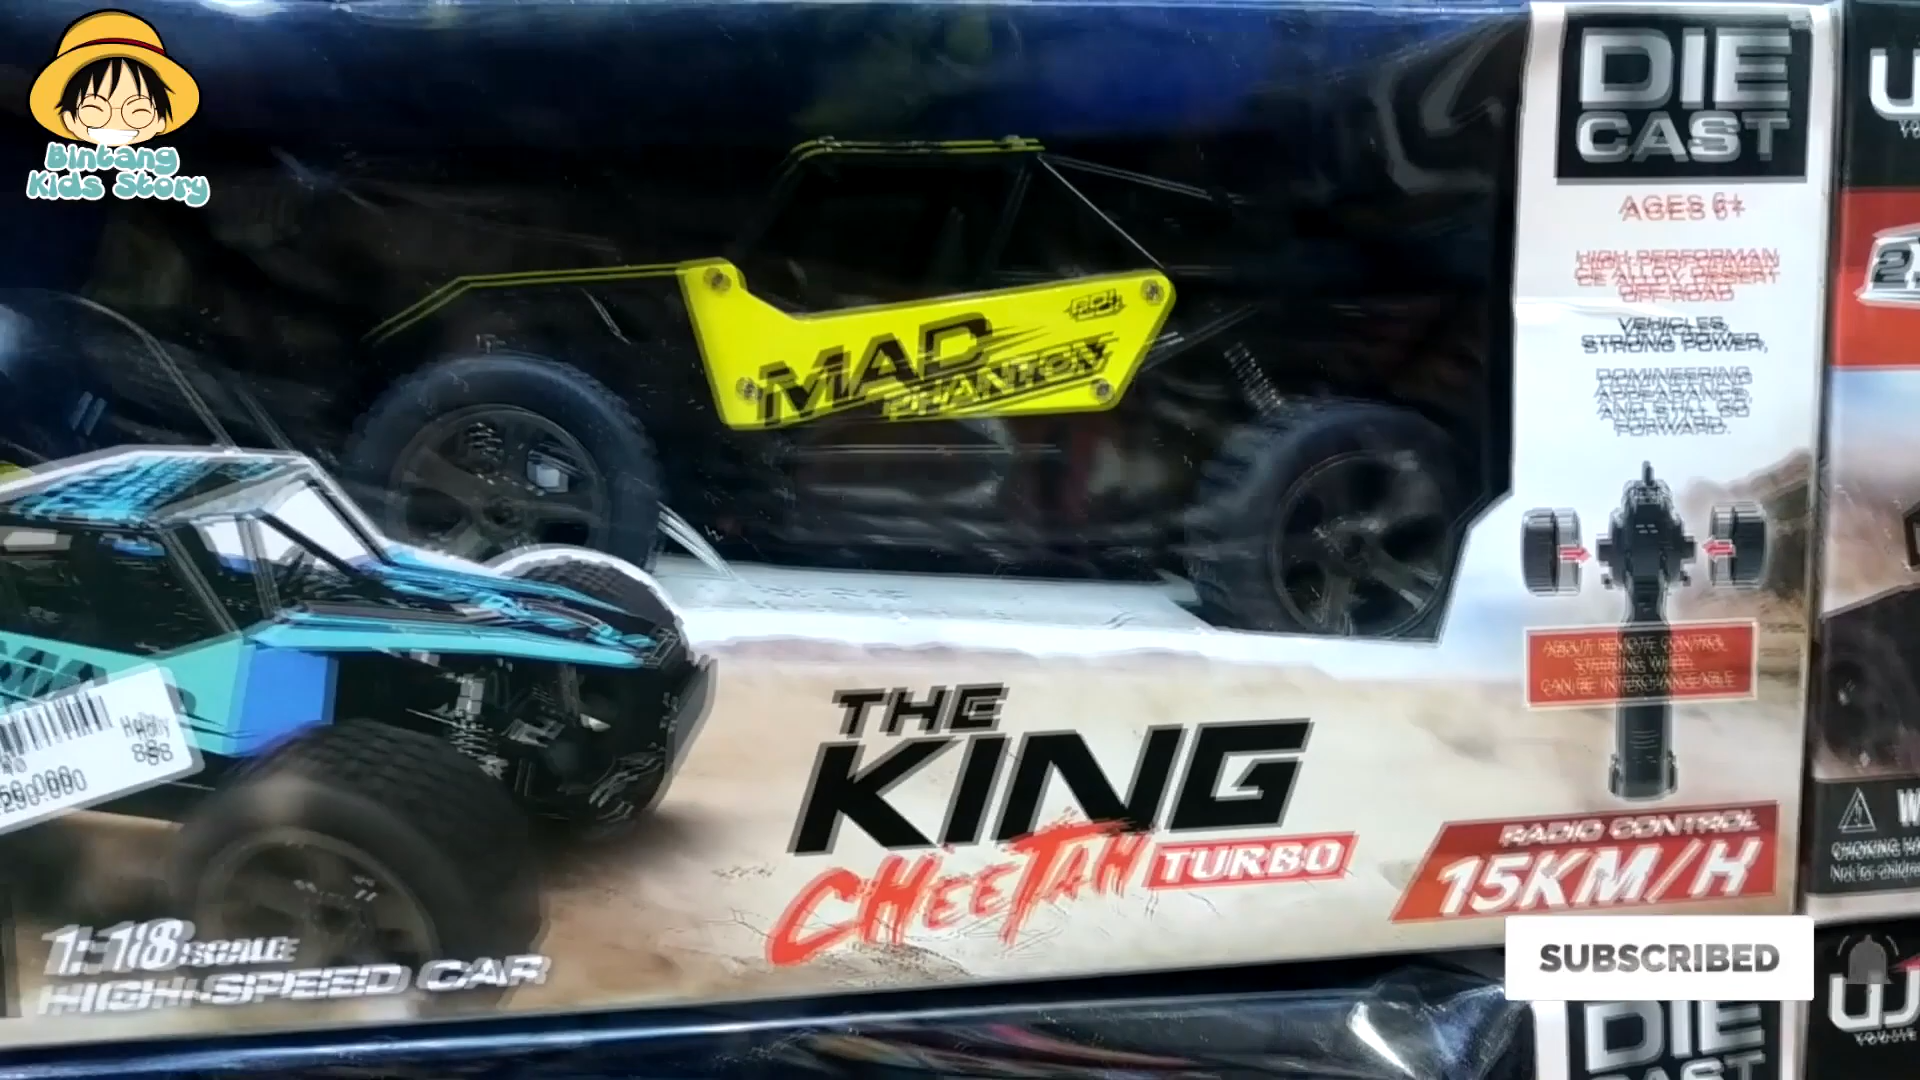 Bintang
Kids Story
DIE
CAST
AGES 6+
HIGH PERFORMAN
CE ALLOY, DESERT
OFF-ROAD
VEHICLES,
STRONG POWER,
DOMINEERING
APPEARANCE,
AND STILL GO
FORWARD.
MAD
PHANTOM
ABOUT REMOTE CONTROL
STEERING WHEEL
CAN BE INTERCHANGEABLE
THE
KING
CHEETAH TURBO
RADIO CONTROL
15KM/H
Holly
888
1:18 SCALE
HIGH-SPEED CAR
SUBSCRIBED
DIE
CAST